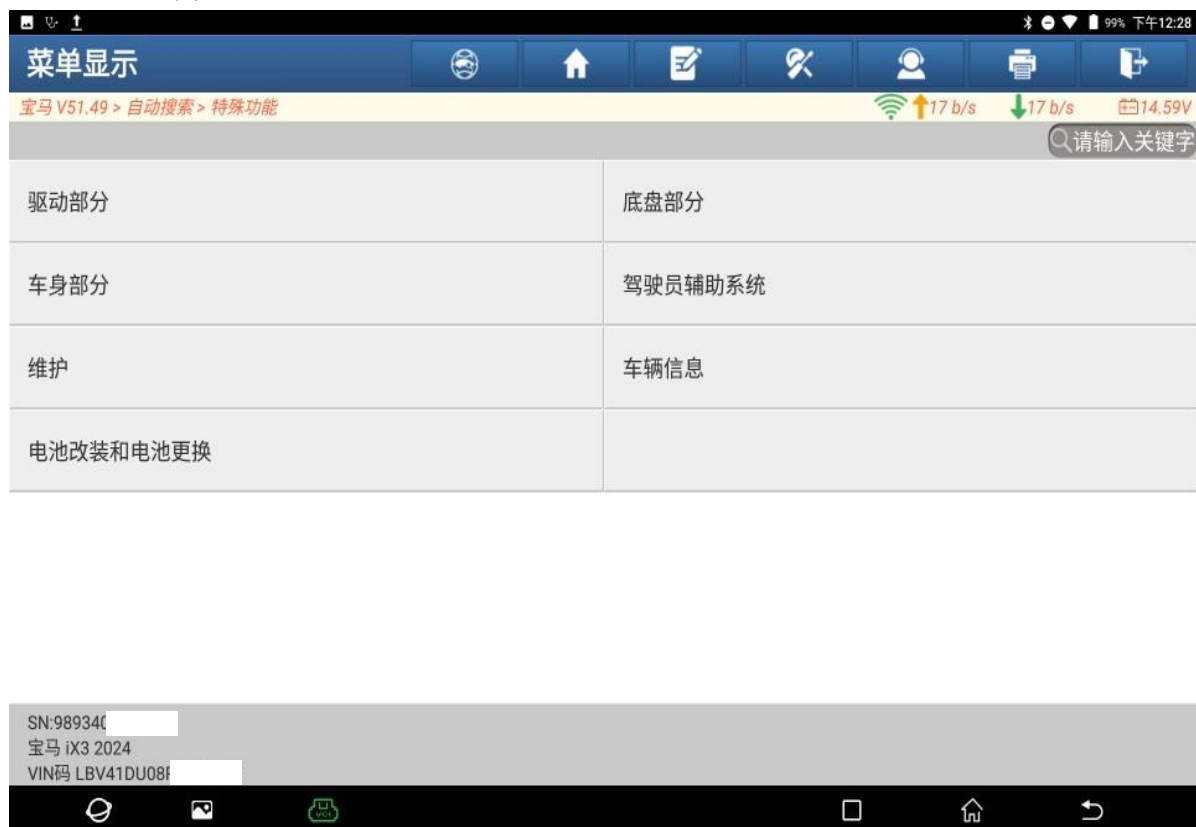 99% 下午12:28
菜单显示
宝马 V51.49 > 自动搜索 > 特殊功能 17 b/s 17 b/s 14.59V
请输入关键字
驱动部分 底盘部分
车身部分 驾驶员辅助系统
维护 车辆信息
电池改装和电池更换
SN:989340
宝马 iX3 2024
VIN码 LBV41DU08
VCI